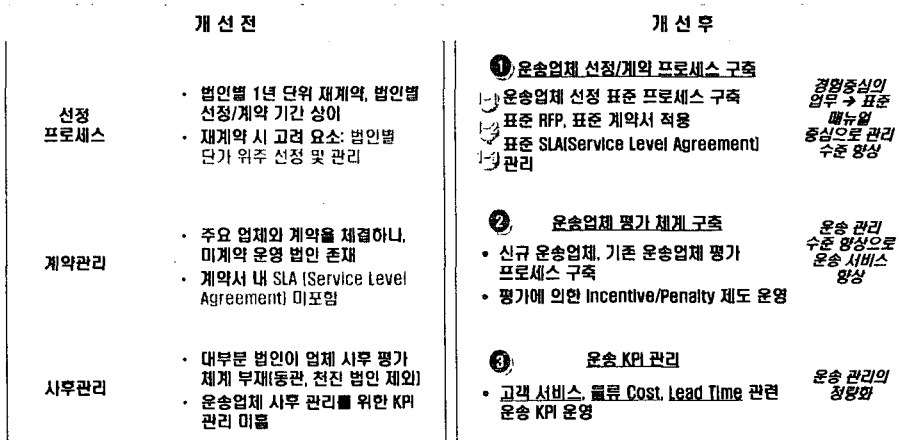 개 선 전
개 선 후
선정
프로세스
• 법인별 1년 단위 재계약, 법인별
선정/계약 기간 상이
• 재계약 시 고려 요소: 법인별
단가 위주 선정 및 관리
❶ 운송업체 선정/계약 프로세스 구축
1-1 운송업체 선정 표준 프로세스 구축
1-2 표준 RFP, 표준 계약서 적용
1-3 표준 SLA(Service Level Agreement)
관리
경험중심의
업무 → 표준
매뉴얼
중심으로 관리
수준 향상
계약관리
• 주요 업체와 계약을 체결하나,
미계약 운영 법인 존재
• 계약서 내 SLA (Service Level
Agreement) 미포함
❷ 운송업체 평가 체계 구축
• 신규 운송업체, 기존 운송업체 평가
프로세스 구축
• 평가에 의한 Incentive/Penalty 제도 운영
운송 관리
수준 향상으로
운송 서비스
향상
사후관리
• 대부분 법인이 업체 사후 평가
체계 부재(동관, 천진 법인 제외)
• 운송업체 사후 관리를 위한 KPI
관리 미흡
❸ 운송 KPI 관리
• 고객 서비스, 물류 Cost, Lead Time 관련
운송 KPI 운영
운송 관리의
정량화